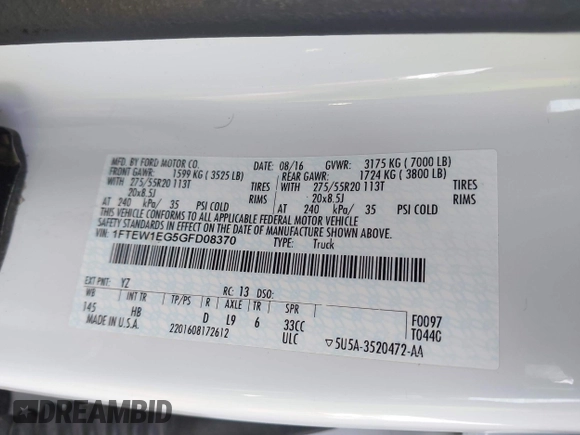 MFD. BY FORD MOTOR CO.
DATE: 08/16 GVWR: 3175 KG ( 7000 LB)
FRONT GAWR: 1599 KG ( 3525 LB) REAR GAWR: 1724 KG ( 3800 LB)
WITH 275/55R20 113T TIRES WITH 275/55R20 113T TIRES
20x8.5J RIMS 20x8.5J RIMS
AT 240 kPa/ 35 PSI COLD AT 240 kPa/ 35 PSI COLD
THIS VEHICLE CONFORMS TO ALL APPLICABLE FEDERAL MOTOR VEHICLE
SAFETY STANDARDS IN EFFECT ON THE DATE OF MANUFACTURE SHOWN ABOVE.
VIN: 1FTEW1EG5GFD08370 TYPE: Truck
EXT PNT: YZ RC: 13 DSO:
WB INT TR TP/PS R AXLE TR SPR F0097
145 HB D L9 6 33CC T044C
MADE IN U.S.A. 2201608172612 ULC ▽5U5A-3520472-AA
DREAMBID